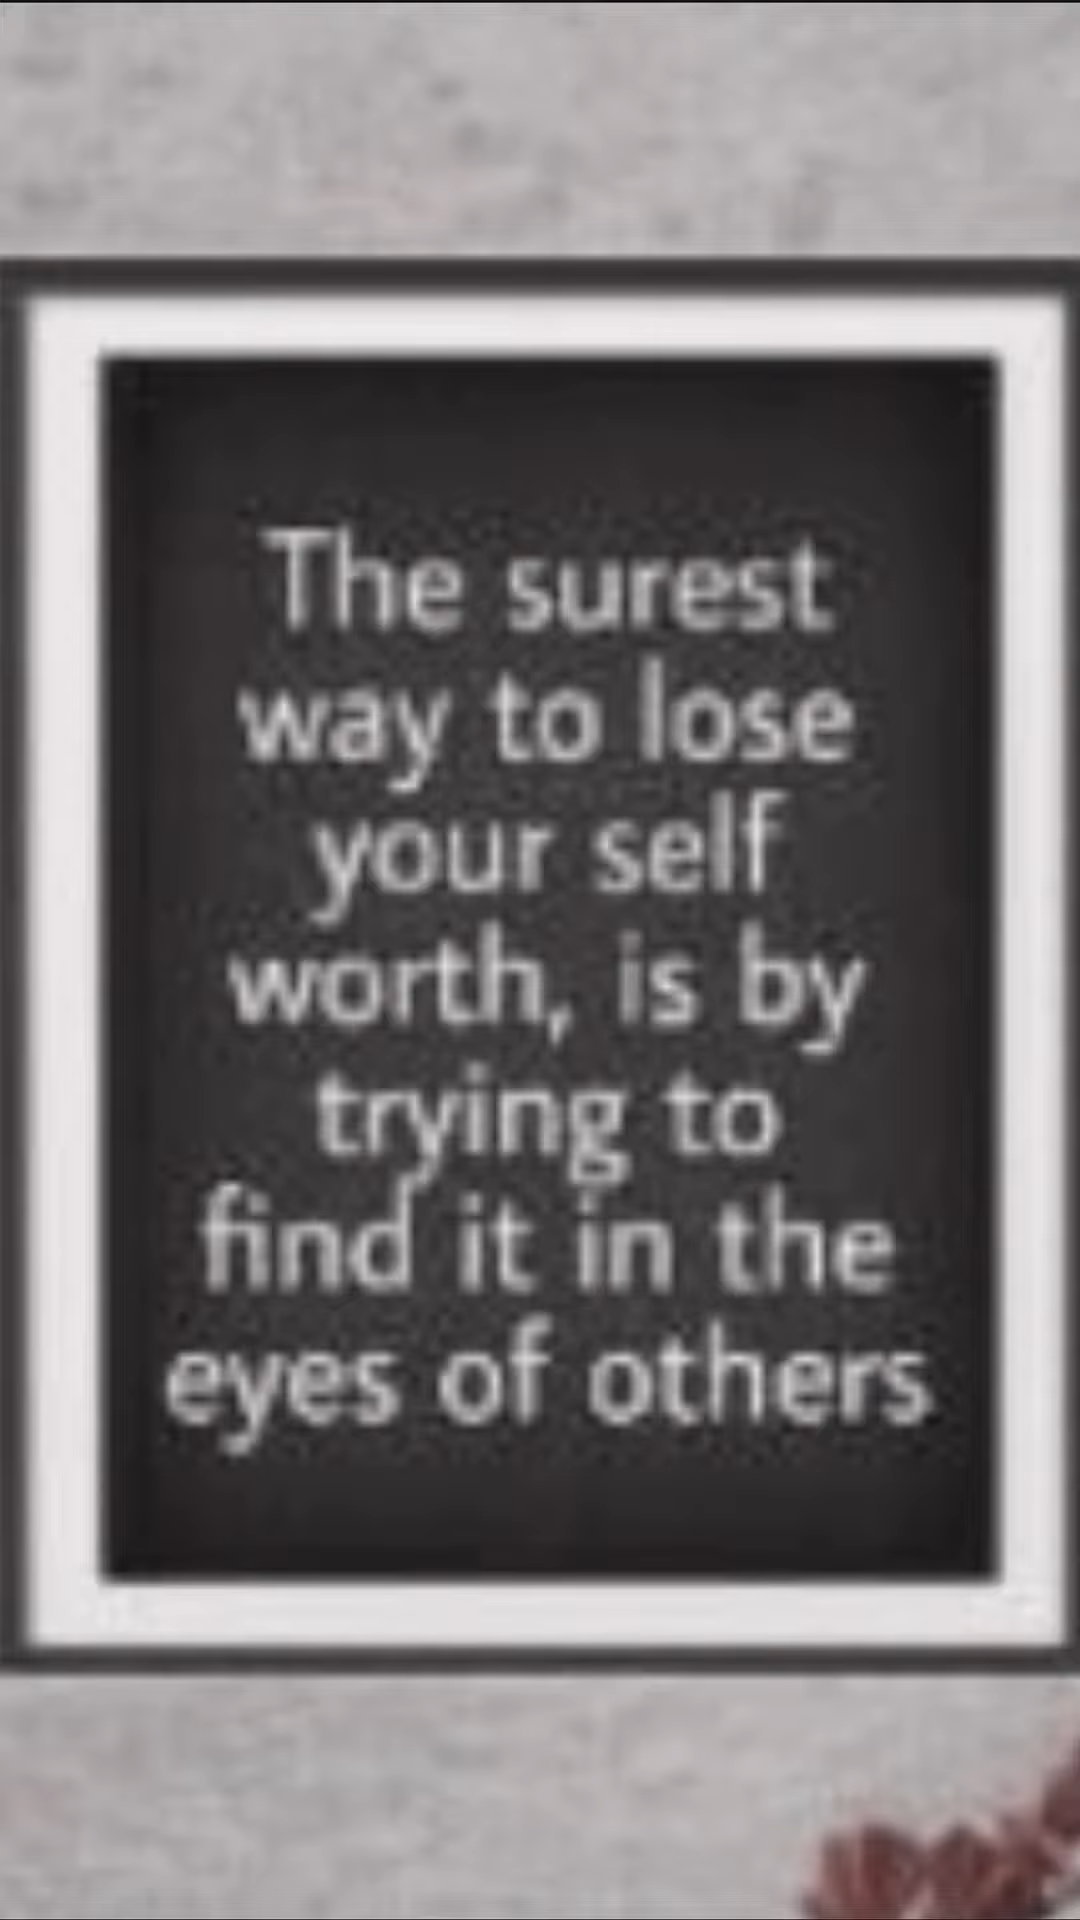 The surest
way to lose
your self
worth, is by
trying to
find it in the
eyes of others